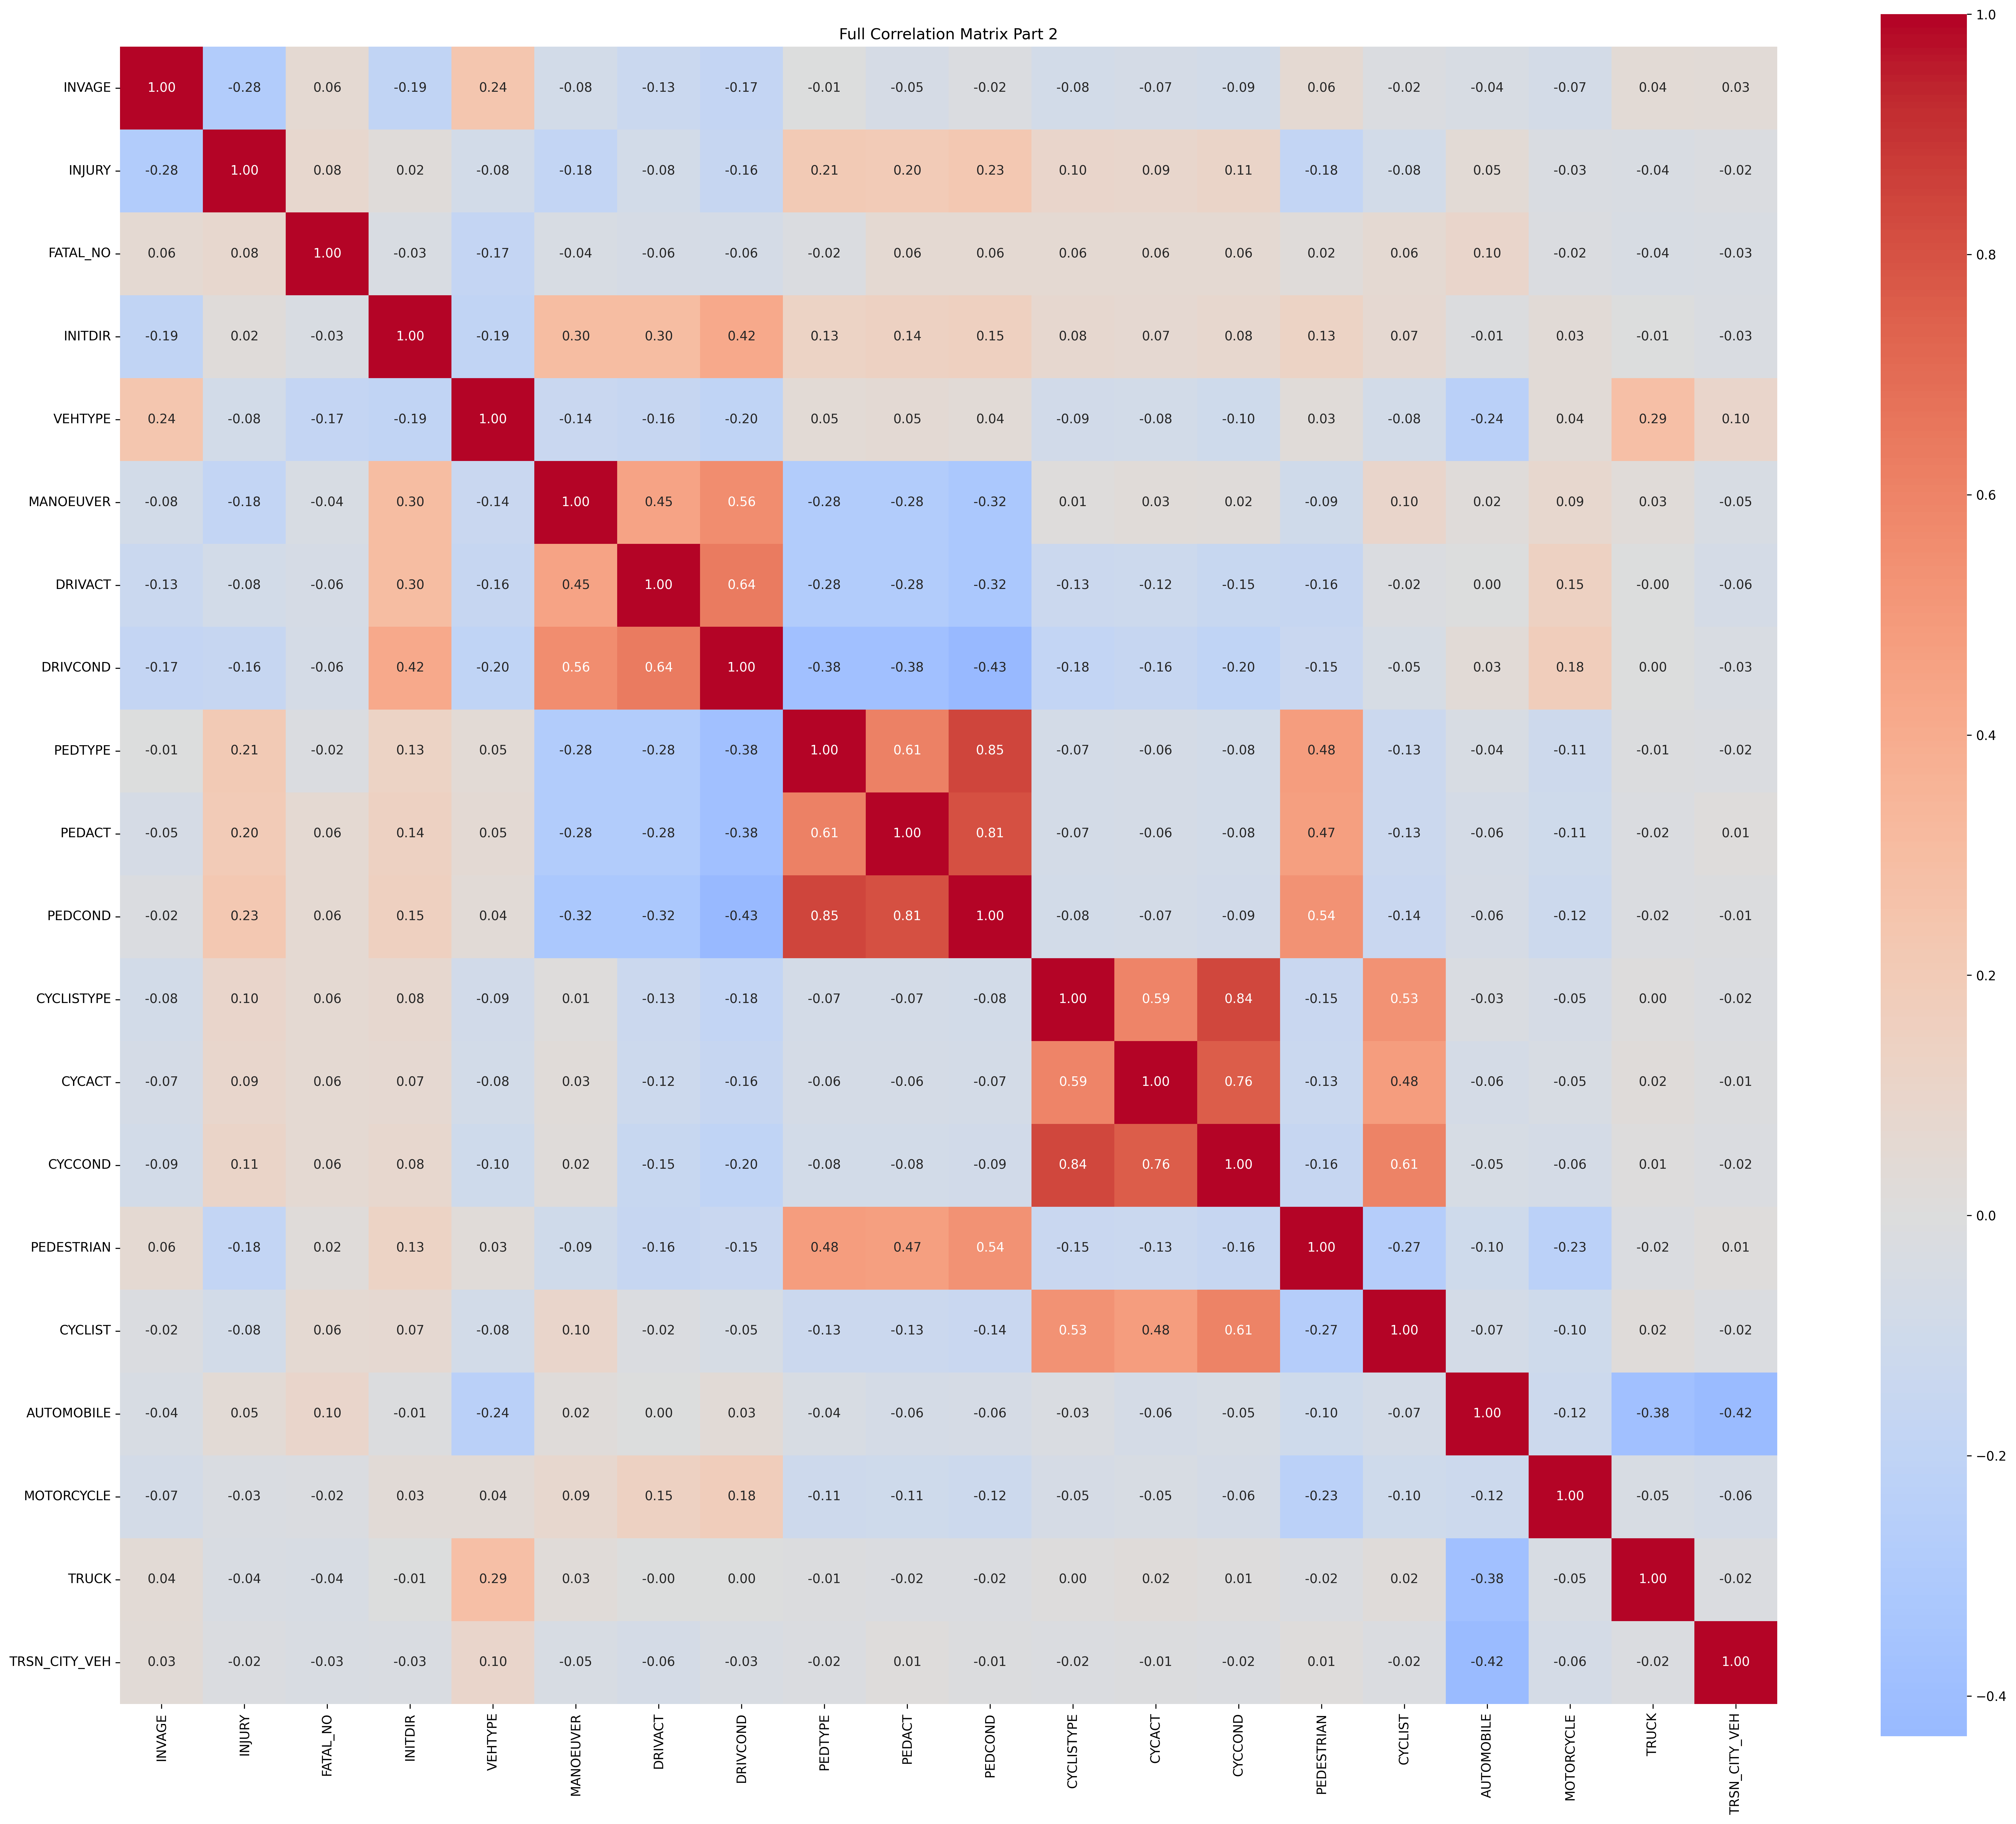 Full Correlation Matrix Part 2
INVAGE 1.00 -0.28 0.06 -0.19 0.24 -0.08 -0.13 -0.17 -0.01 -0.05 -0.02 -0.08 -0.07 -0.09 0.06 -0.02 -0.04 -0.07 0.04 0.03
INJURY -0.28 1.00 0.08 0.02 -0.08 -0.18 -0.08 -0.16 0.21 0.20 0.23 0.10 0.09 0.11 -0.18 -0.08 0.05 -0.03 -0.04 -0.02
FATAL_NO 0.06 0.08 1.00 -0.03 -0.17 -0.04 -0.06 -0.06 -0.02 0.06 0.06 0.06 0.06 0.06 0.02 0.06 0.10 -0.02 -0.04 -0.03
INITDIR -0.19 0.02 -0.03 1.00 -0.19 0.30 0.30 0.42 0.13 0.14 0.15 0.08 0.07 0.08 0.13 0.07 -0.01 0.03 -0.01 -0.03
VEHTYPE 0.24 -0.08 -0.17 -0.19 1.00 -0.14 -0.16 -0.20 0.05 0.05 0.04 -0.09 -0.08 -0.10 0.03 -0.08 -0.24 0.04 0.29 0.10
MANOEUVER -0.08 -0.18 -0.04 0.30 -0.14 1.00 0.45 0.56 -0.28 -0.28 -0.32 0.01 0.03 0.02 -0.09 0.10 0.02 0.09 0.03 -0.05
DRIVACT -0.13 -0.08 -0.06 0.30 -0.16 0.45 1.00 0.64 -0.28 -0.28 -0.32 -0.13 -0.12 -0.15 -0.16 -0.02 0.00 0.15 -0.00 -0.06
DRIVCOND -0.17 -0.16 -0.06 0.42 -0.20 0.56 0.64 1.00 -0.38 -0.38 -0.43 -0.18 -0.16 -0.20 -0.15 -0.05 0.03 0.18 0.00 -0.03
PEDTYPE -0.01 0.21 -0.02 0.13 0.05 -0.28 -0.28 -0.38 1.00 0.61 0.85 -0.07 -0.06 -0.08 0.48 -0.13 -0.04 -0.11 -0.01 -0.02
PEDACT -0.05 0.20 0.06 0.14 0.05 -0.28 -0.28 -0.38 0.61 1.00 0.81 -0.07 -0.06 -0.08 0.47 -0.13 -0.06 -0.11 -0.02 0.01
PEDCOND -0.02 0.23 0.06 0.15 0.04 -0.32 -0.32 -0.43 0.85 0.81 1.00 -0.08 -0.07 -0.09 0.54 -0.14 -0.06 -0.12 -0.02 -0.01
CYCLISTYPE -0.08 0.10 0.06 0.08 -0.09 0.01 -0.13 -0.18 -0.07 -0.07 -0.08 1.00 0.59 0.84 -0.15 0.53 -0.03 -0.05 0.00 -0.02
CYCACT -0.07 0.09 0.06 0.07 -0.08 0.03 -0.12 -0.16 -0.06 -0.06 -0.07 0.59 1.00 0.76 -0.13 0.48 -0.06 -0.05 0.02 -0.01
CYCCOND -0.09 0.11 0.06 0.08 -0.10 0.02 -0.15 -0.20 -0.08 -0.08 -0.09 0.84 0.76 1.00 -0.16 0.61 -0.05 -0.06 0.01 -0.02
PEDESTRIAN 0.06 -0.18 0.02 0.13 0.03 -0.09 -0.16 -0.15 0.48 0.47 0.54 -0.15 -0.13 -0.16 1.00 -0.27 -0.10 -0.23 -0.02 0.01
CYCLIST -0.02 -0.08 0.06 0.07 -0.08 0.10 -0.02 -0.05 -0.13 -0.13 -0.14 0.53 0.48 0.61 -0.27 1.00 -0.07 -0.10 0.02 -0.02
AUTOMOBILE -0.04 0.05 0.10 -0.01 -0.24 0.02 0.00 0.03 -0.04 -0.06 -0.06 -0.03 -0.06 -0.05 -0.10 -0.07 1.00 -0.12 -0.38 -0.42
MOTORCYCLE -0.07 -0.03 -0.02 0.03 0.04 0.09 0.15 0.18 -0.11 -0.11 -0.12 -0.05 -0.05 -0.06 -0.23 -0.10 -0.12 1.00 -0.05 -0.06
TRUCK 0.04 -0.04 -0.04 -0.01 0.29 0.03 -0.00 0.00 -0.01 -0.02 -0.02 0.00 0.02 0.01 -0.02 0.02 -0.38 -0.05 1.00 -0.02
TRSN_CITY_VEH 0.03 -0.02 -0.03 -0.03 0.10 -0.05 -0.06 -0.03 -0.02 0.01 -0.01 -0.02 -0.01 -0.02 0.01 -0.02 -0.42 -0.06 -0.02 1.00
INVAGE INJURY FATAL_NO INITDIR VEHTYPE MANOEUVER DRIVACT DRIVCOND PEDTYPE PEDACT PEDCOND CYCLISTYPE CYCACT CYCCOND PEDESTRIAN CYCLIST AUTOMOBILE MOTORCYCLE TRUCK TRSN_CITY_VEH
1.0
0.8
0.6
0.4
0.2
0.0
−0.2
−0.4